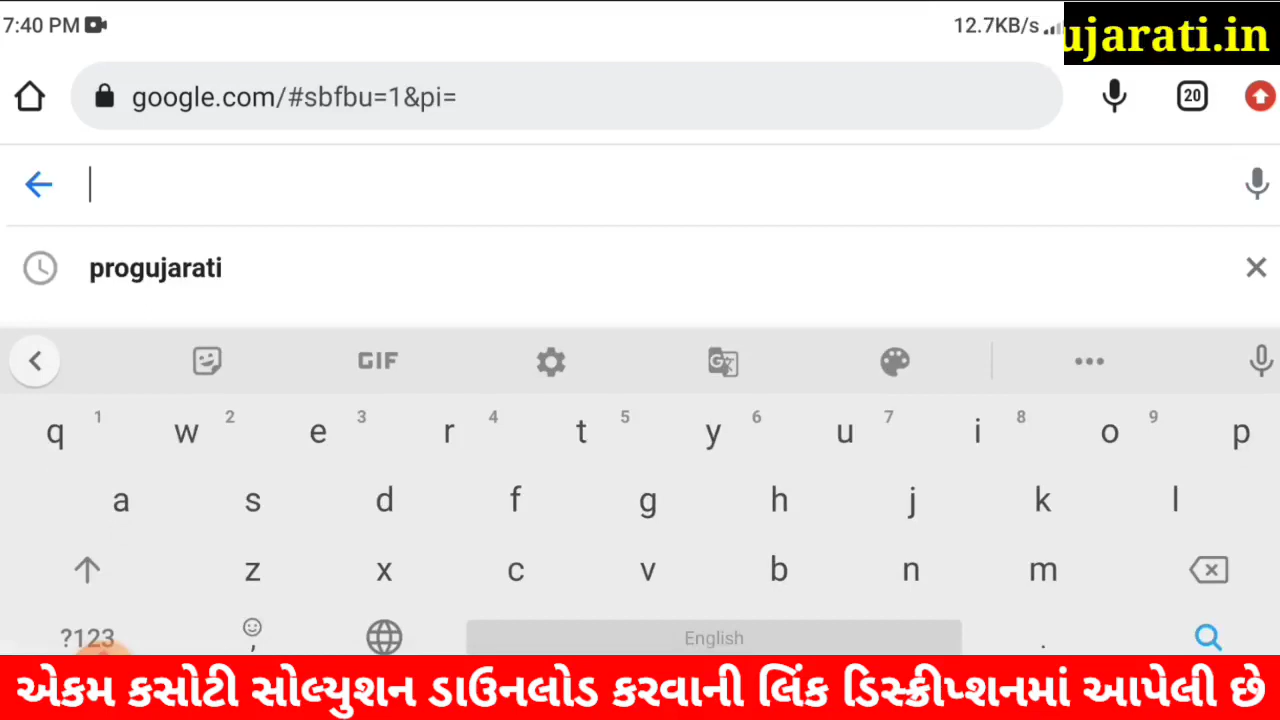 7:40 PM
12.7KB/s
ujarati.in
google.com/#sbfbu=1&pi=
20
progujarati
GIF
q 1 w 2 e 3 r 4 t 5 y 6 u 7 i 8 o 9 p
a s d f g h j k l
z x c v b n m
?123 , English .
એકમ કસોટી સોલ્યુશન ડાઉનલોડ કરવાની લિંક ડિસ્ક્રીપ્શનમાં આપેલી છે